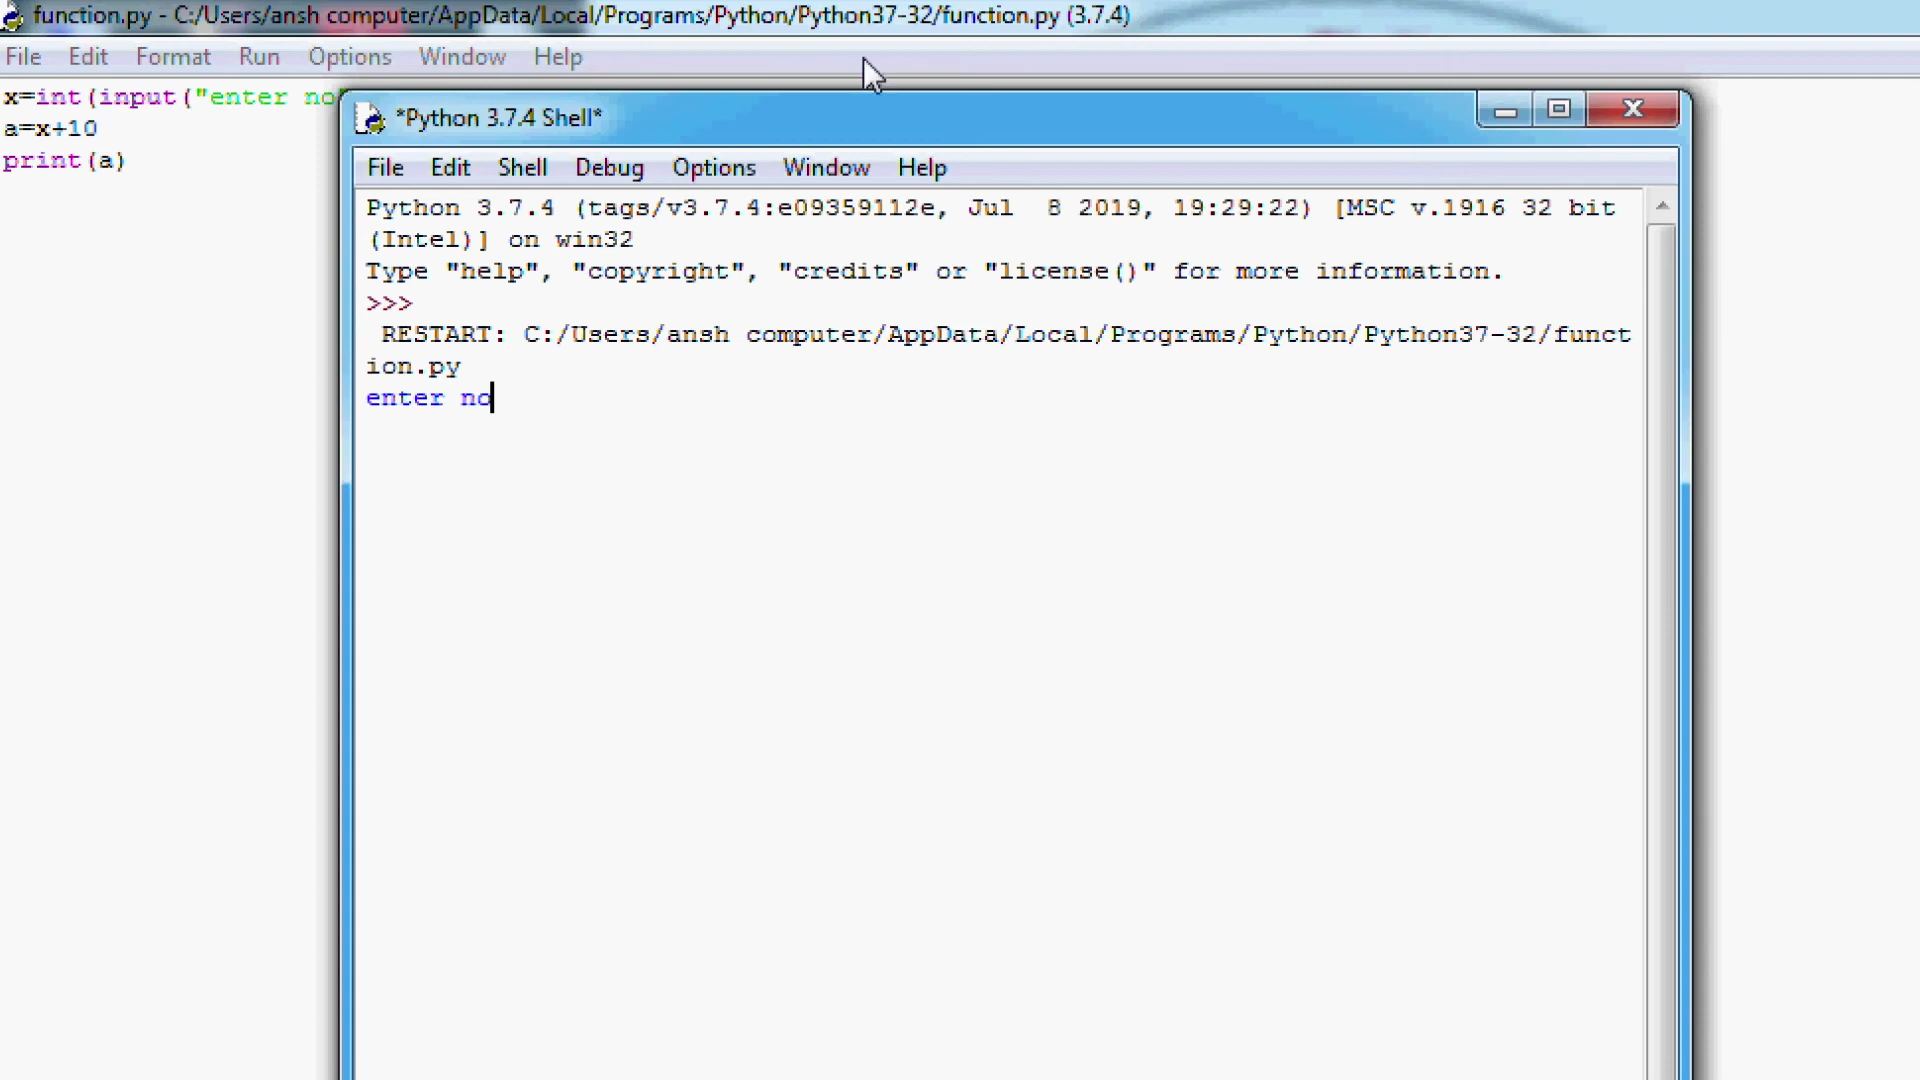 function.py - C:/Users/ansh computer/AppData/Local/Programs/Python/Python37-32/function.py (3.7.4)
File Edit Format Run Options Window Help
x=int(input("enter no
a=x+10
print(a)
*Python 3.7.4 Shell*
File Edit Shell Debug Options Window Help
Python 3.7.4 (tags/v3.7.4:e09359112e, Jul  8 2019, 19:29:22) [MSC v.1916 32 bit
(Intel)] on win32
Type "help", "copyright", "credits" or "license()" for more information.
>>>
 RESTART: C:/Users/ansh computer/AppData/Local/Programs/Python/Python37-32/funct
ion.py
enter no